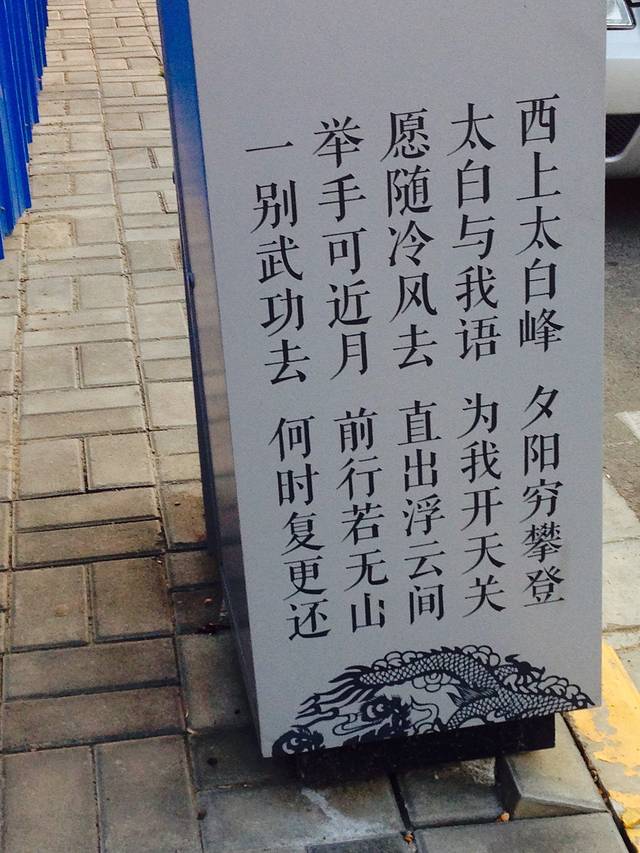 西上太白峰 夕阳穷攀登
太白与我语 为我开天关
愿随冷风去 直出浮云间
举手可近月 前行若无山
一别武功去 何时复更还